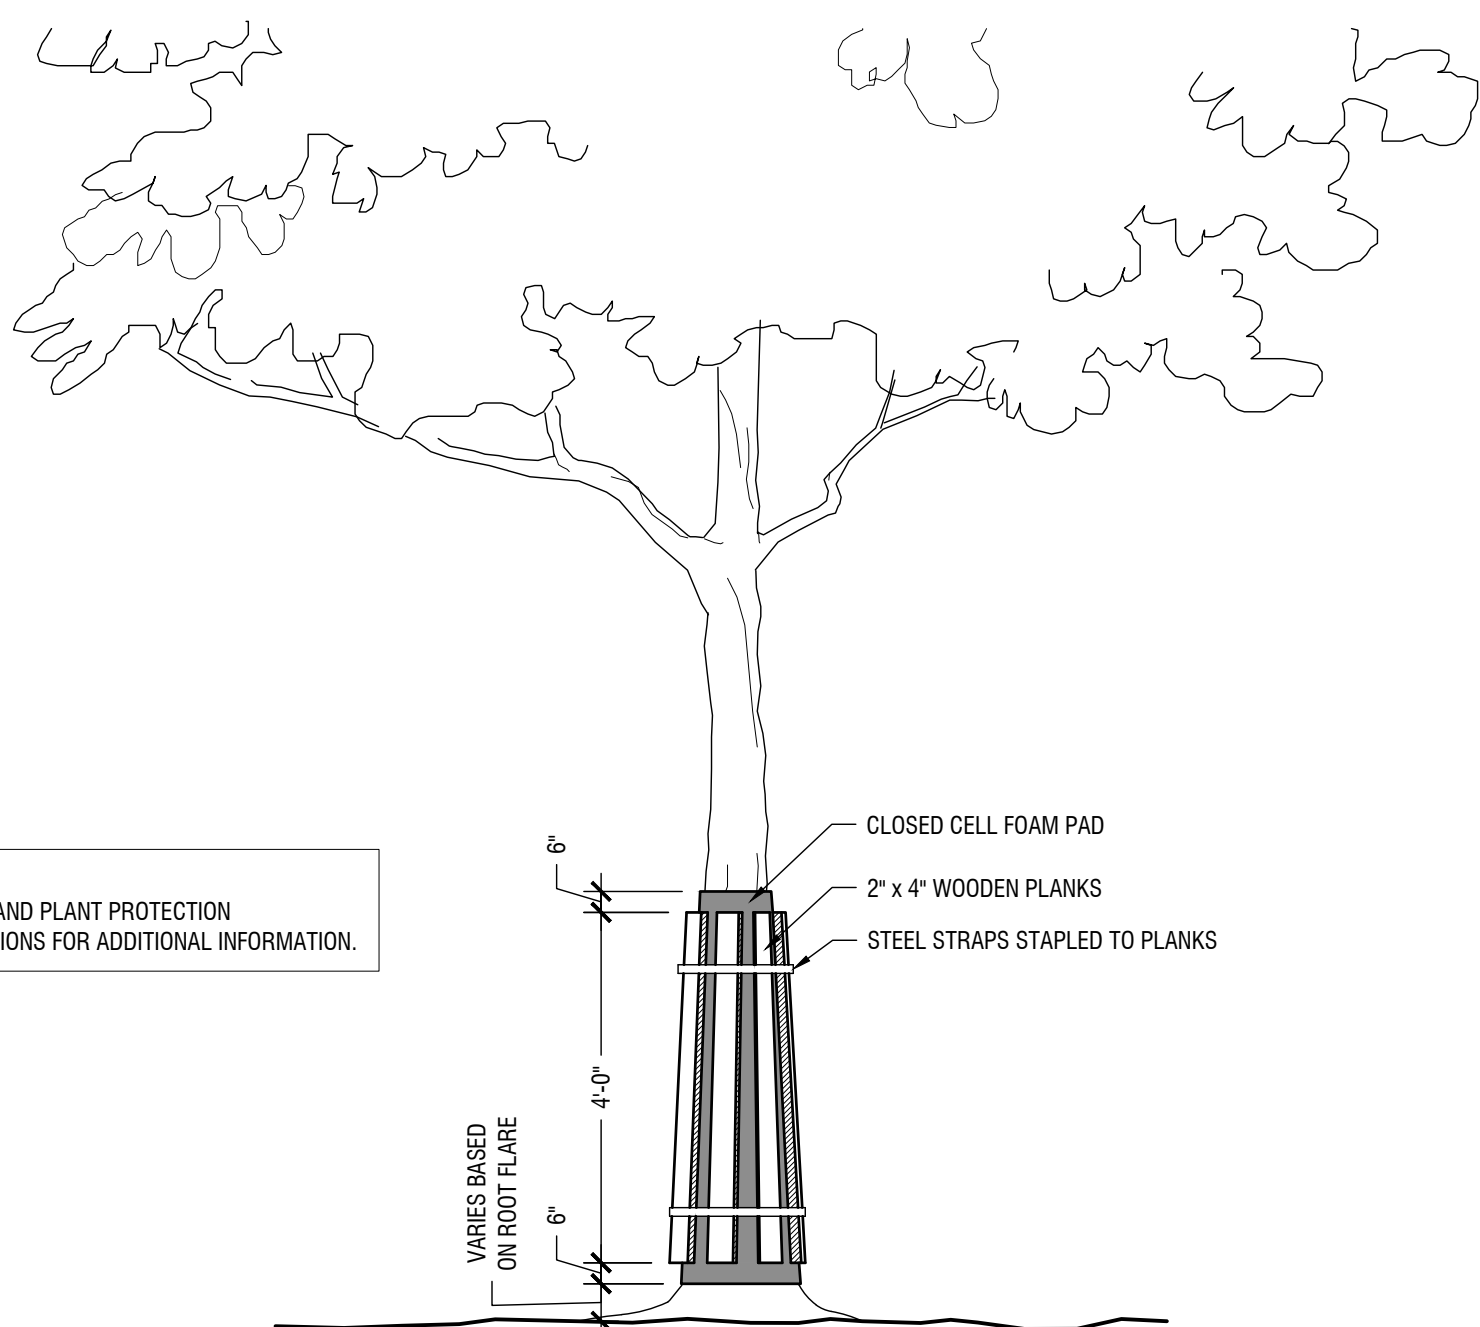 CLOSED CELL FOAM PAD
6"
2" x 4" WOODEN PLANKS
AND PLANT PROTECTION
IONS FOR ADDITIONAL INFORMATION.
STEEL STRAPS STAPLED TO PLANKS
4'-0"
VARIES BASED
ON ROOT FLARE
6"